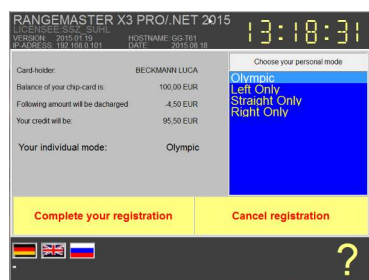 RANGEMASTER X3 PRO/.NET 2015
LICENSEE:SSZ_SUHL
VERSION: 2015.01.19 HOSTNAME: GG-T61
IP-ADRESS: 192.168.0.101 DATE: 2015.08.18
13:18:31
Card-holder: BECKMANN LUCA
Balance of your chip-card is: 100,00 EUR
Following amount will be dacharged -4,50 EUR
Your credit will be: 95,50 EUR
Your individual mode: Olympic
Choose your personal mode
Olympic
Left Only
Straight Only
Right Only
Complete your registration
Cancel registration
?